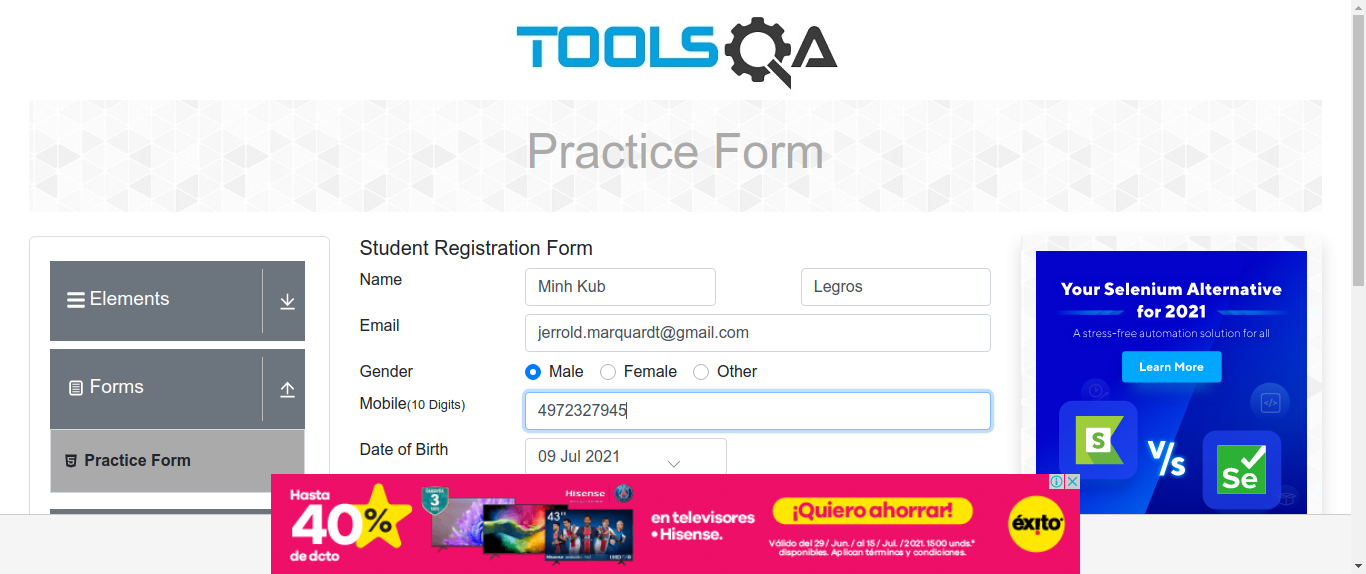 TOOLSQA
Practice Form
Elements
Forms
Practice Form
Student Registration Form
Name
Minh Kub
Legros
Email
jerrold.marquardt@gmail.com
Gender
Male
Female
Other
Mobile(10 Digits)
4972327945
Date of Birth
09 Jul 2021
Your Selenium Alternative
for 2021
A stress-free automation solution for all
Learn More
S
V/s
Se
Hasta
40%
de dcto
GARANTÍA
3
Hisense
43"
Hisense
en televisores
•Hisense.
¡Quiero ahorrar!
Válido del 29 / Jun. / al 15 / Jul. / 2021. 1500 unds.*
disponibles. Aplican términos y condiciones.
éxito